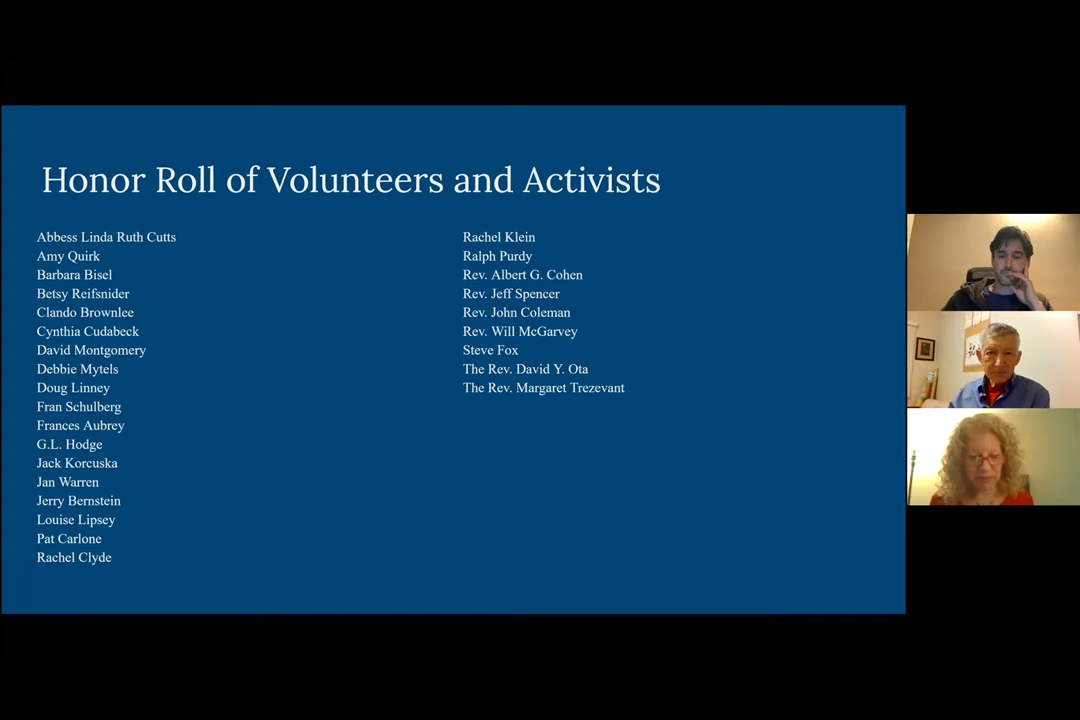 Honor Roll of Volunteers and Activists
Abbess Linda Ruth Cutts
Amy Quirk
Barbara Bisel
Betsy Reifsnider
Clando Brownlee
Cynthia Cudabeck
David Montgomery
Debbie Mytels
Doug Linney
Fran Schulberg
Frances Aubrey
G.L. Hodge
Jack Korcuska
Jan Warren
Jerry Bernstein
Louise Lipsey
Pat Carlone
Rachel Clyde
Rachel Klein
Ralph Purdy
Rev. Albert G. Cohen
Rev. Jeff Spencer
Rev. John Coleman
Rev. Will McGarvey
Steve Fox
The Rev. David Y. Ota
The Rev. Margaret Trezevant